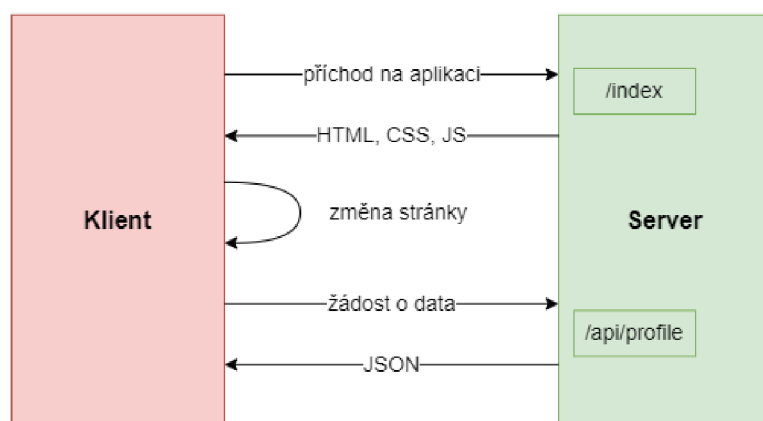 příchod na aplikaci
/index
HTML, CSS, JS
změna stránky
Klient
Server
žádost o data
/api/profile
JSON